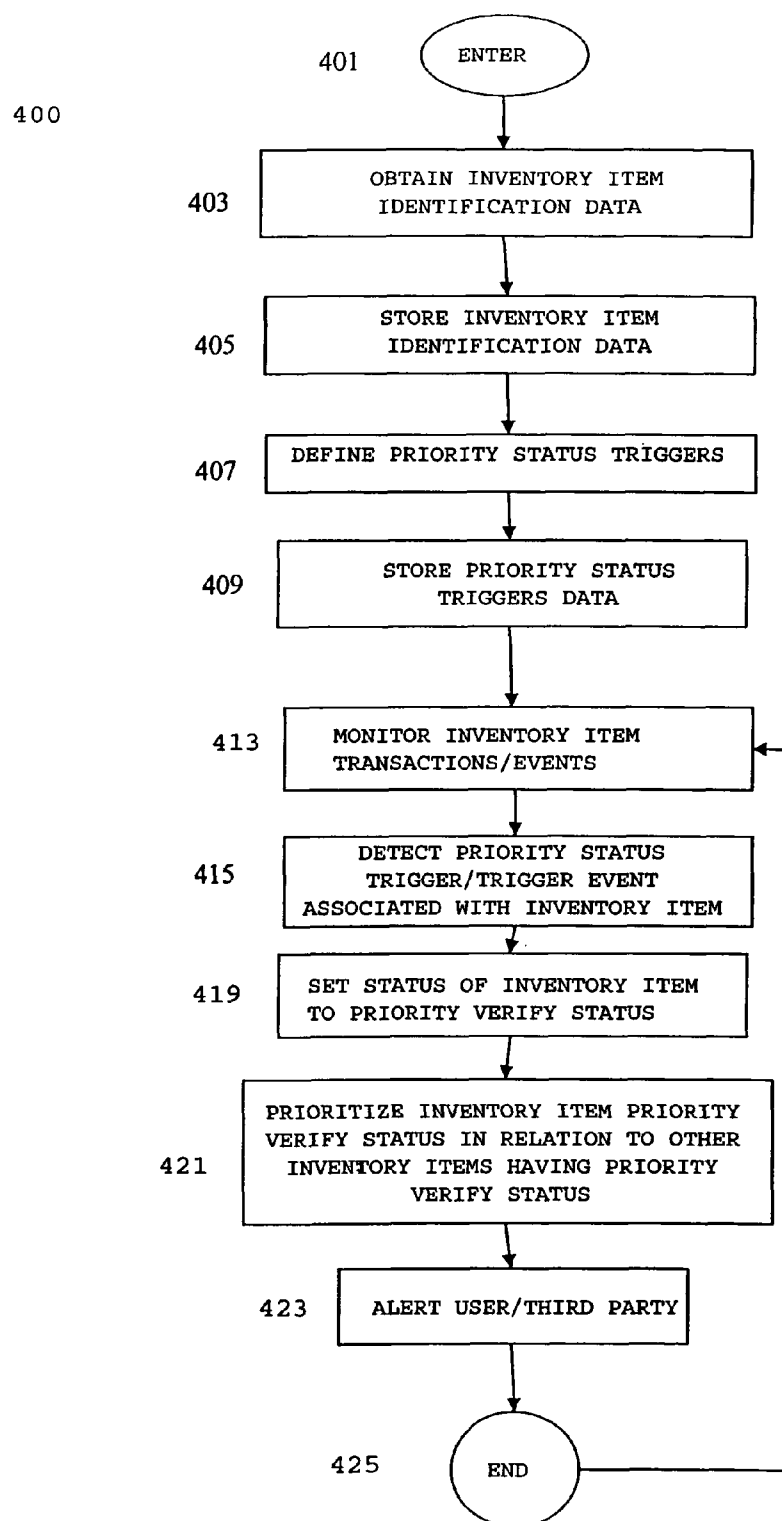 401
ENTER
400
403
OBTAIN INVENTORY ITEM
IDENTIFICATION DATA
405
STORE INVENTORY ITEM
IDENTIFICATION DATA
407
DEFINE PRIORITY STATUS TRIGGERS
409
STORE PRIORITY STATUS
TRIGGERS DATA
413
MONITOR INVENTORY ITEM
TRANSACTIONS/EVENTS
415
DETECT PRIORITY STATUS
TRIGGER/TRIGGER EVENT
ASSOCIATED WITH INVENTORY ITEM
419
SET STATUS OF INVENTORY ITEM
TO PRIORITY VERIFY STATUS
421
PRIORITIZE INVENTORY ITEM PRIORITY
VERIFY STATUS IN RELATION TO OTHER
INVENTORY ITEMS HAVING PRIORITY
VERIFY STATUS
423
ALERT USER/THIRD PARTY
425
END